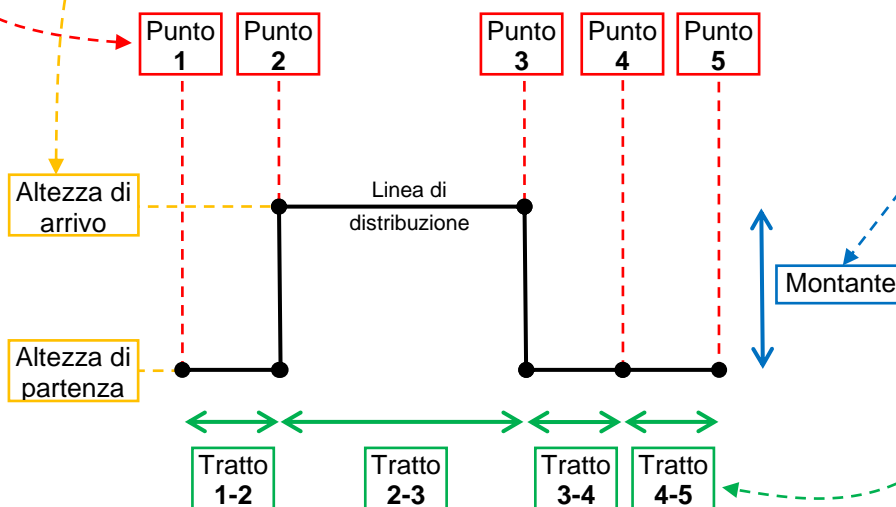 Punto
1
Punto
2
Punto
3
Punto
4
Punto
5
Altezza di
arrivo
Linea di
distribuzione
Montante
Altezza di
partenza
Tratto
1-2
Tratto
2-3
Tratto
3-4
Tratto
4-5